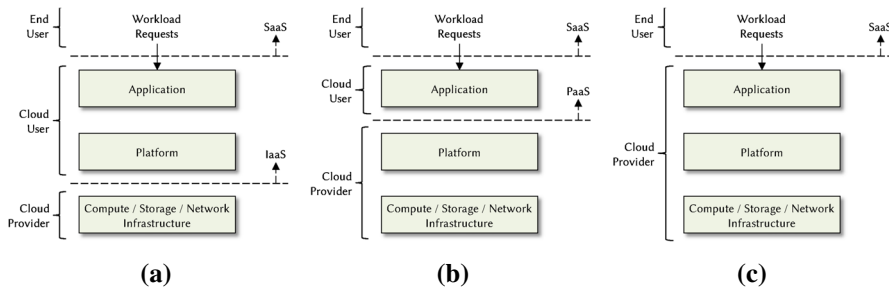 End
User
Workload
Requests
SaaS
Application
Cloud
User
Platform
IaaS
Cloud
Provider
Compute / Storage / Network
Infrastructure
(a)
End
User
Workload
Requests
SaaS
Cloud
User
Application
PaaS
Platform
Cloud
Provider
Compute / Storage / Network
Infrastructure
(b)
End
User
Workload
Requests
SaaS
Application
Cloud
Provider
Platform
Compute / Storage / Network
Infrastructure
(c)